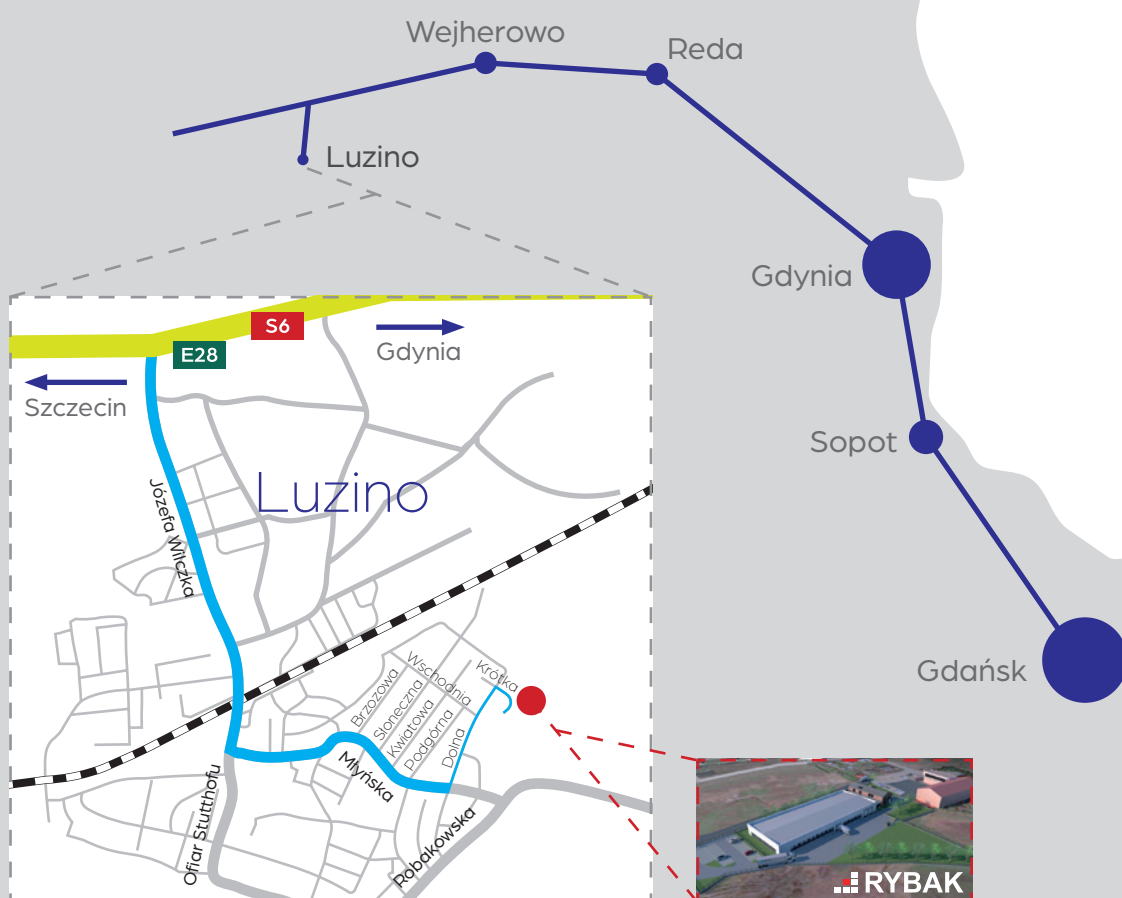 Wejherowo
Reda
Luzino
Gdynia
Sopot
Gdańsk
S6
E28
Gdynia
Szczecin
Luzino
Józefa Wilczka
Wschodnia
Krótka
Brzozowa
Słoneczna
Kwiatowa
Podgórna
Dolna
Młyńska
Ofiar Stutthofu
Robakowska
RYBAK